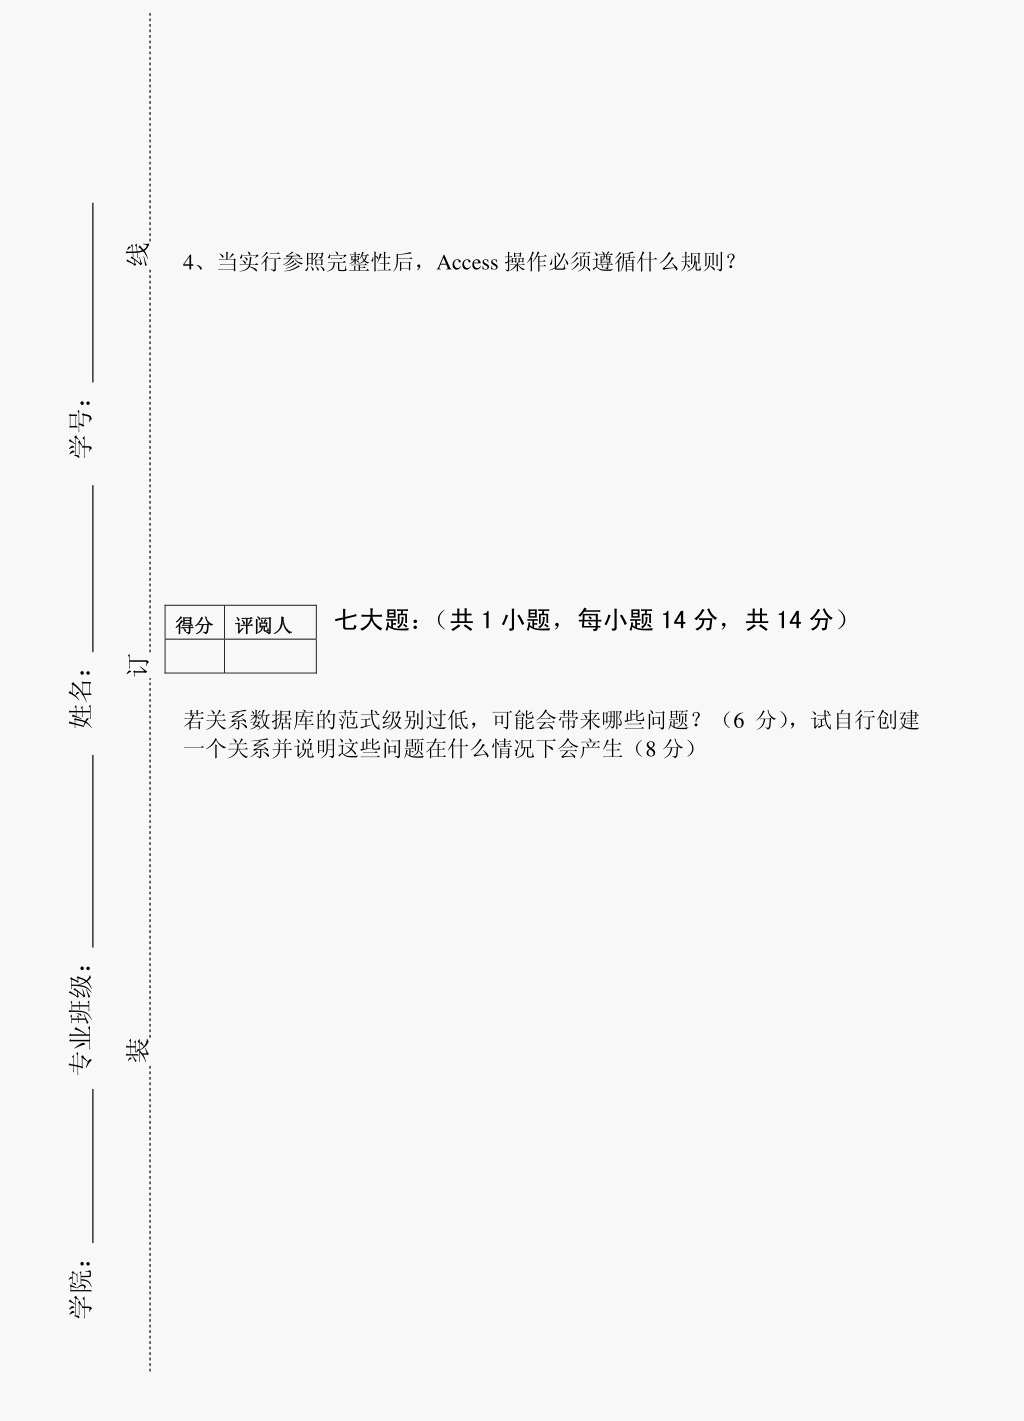 4、当实行参照完整性后，Access 操作必须遵循什么规则？
得分 评阅人
七大题：（共 1 小题，每小题 14 分，共 14 分）
若关系数据库的范式级别过低，可能会带来哪些问题？（6 分），试自行创建
一个关系并说明这些问题在什么情况下会产生（8 分）
学院： 专业班级： 姓名： 学号：
装 订 线